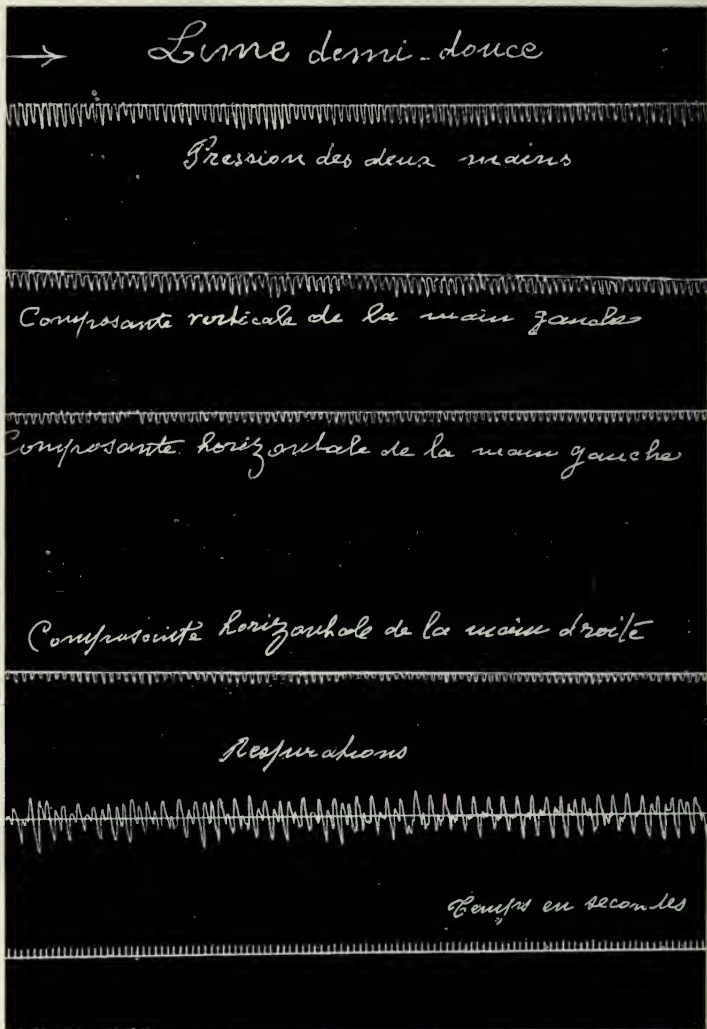 Lime demi-douce
Pression des deux mains
Composante verticale de la main gauche
Composante horizontale de la main gauche
Composante horizontale de la main droite
Respirations
Temps en secondes